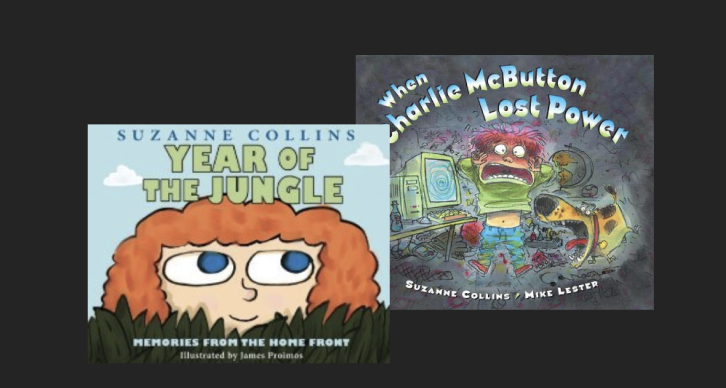 SUZANNE COLLINS
YEAR OF
THE JUNGLE
MEMORIES FROM THE HOME FRONT
Illustrated by James Proimos
When
Charlie McButton
Lost Power
SUZANNE COLLINS / MIKE LESTER